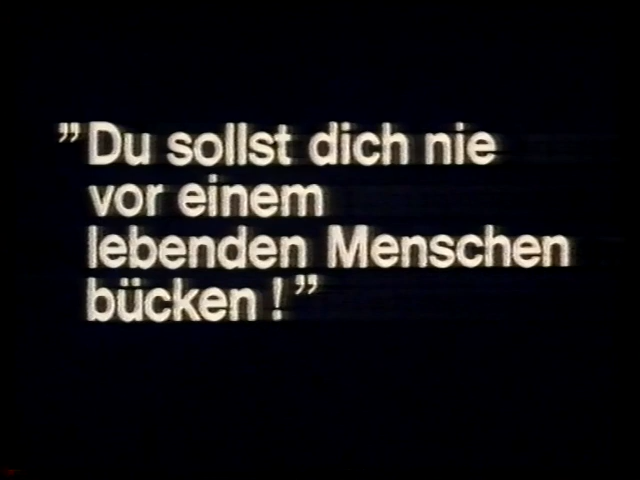 ”Du sollst dich nie
vor einem
lebenden Menschen
bücken!”